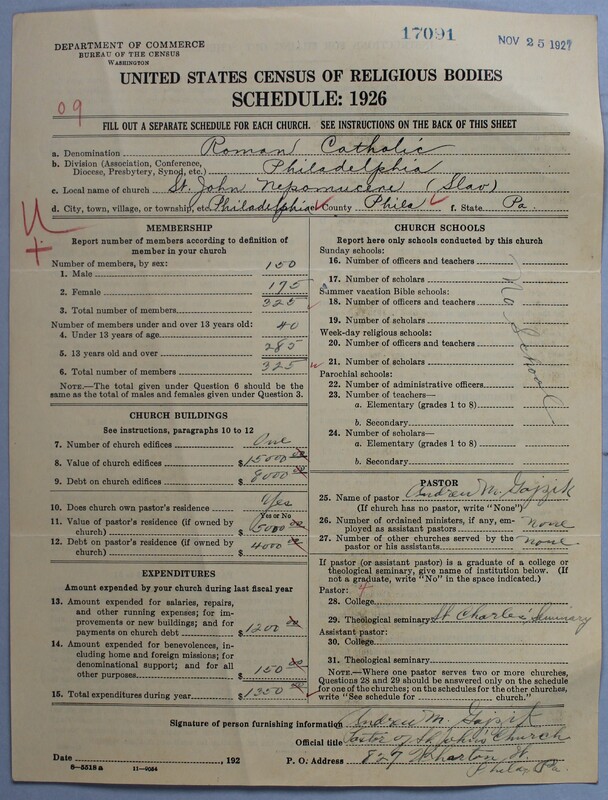 17091
NOV 25 1927
DEPARTMENT OF COMMERCE
BUREAU OF THE CENSUS
WASHINGTON
UNITED STATES CENSUS OF RELIGIOUS BODIES
SCHEDULE: 1926
09
FILL OUT A SEPARATE SCHEDULE FOR EACH CHURCH. SEE INSTRUCTIONS ON THE BACK OF THIS SHEET
a. Denomination Roman Catholic
b. Division (Association, Conference, Diocese, Presbytery, Synod, etc.) Philadelphia
c. Local name of church St. John Nepomucene (Slav)
d. City, town, village, or township, etc. Philadelphia e. County Phila f. State Pa.
MEMBERSHIP
Report number of members according to definition of
member in your church
Number of members, by sex:
1. Male 150
2. Female 175
3. Total number of members 325
Number of members under and over 13 years old:
4. Under 13 years of age 40
5. 13 years old and over 285
6. Total number of members 325
NOTE.—The total given under Question 6 should be the
same as the total of males and females given under Question 3.
CHURCH BUILDINGS
See instructions, paragraphs 10 to 12
7. Number of church edifices One
8. Value of church edifices $15000 00
9. Debt on church edifices $8000 00
10. Does church own pastor's residence? Yes
Yes or No
11. Value of pastor's residence (if owned by
church) $5000 00
12. Debt on pastor's residence (if owned by
church) $4000 00
EXPENDITURES
Amount expended by your church during last fiscal year
13. Amount expended for salaries, repairs,
and other running expenses; for im-
provements or new buildings; and for
payments on church debt $1200 00
14. Amount expended for benevolences, in-
cluding home and foreign missions; for
denominational support; and for all
other purposes $150 00
15. Total expenditures during year $1350 00
CHURCH SCHOOLS
Report here only schools conducted by this church
Sunday schools:
16. Number of officers and teachers
17. Number of scholars
Summer vacation Bible schools:
18. Number of officers and teachers
19. Number of scholars
Week-day religious schools:
20. Number of officers and teachers
21. Number of scholars
Parochial schools:
22. Number of administrative officers
23. Number of teachers—
a. Elementary (grades 1 to 8)
b. Secondary
24. Number of scholars—
a. Elementary (grades 1 to 8)
b. Secondary
No School
PASTOR
25. Name of pastor Andrew M. Gajzik
(If church has no pastor, write "None")
26. Number of ordained ministers, if any, em-
ployed as assistant pastors none
27. Number of other churches served by the
pastor or his assistants none
If pastor (or assistant pastor) is a graduate of a college or
theological seminary, give name of institution below. (If
not a graduate, write "No" in the space indicated.)
Pastor: 4
28. College
29. Theological seminary St Charles' Seminary
Assistant pastor:
30. College
31. Theological seminary
NOTE.—Where one pastor serves two or more churches,
Questions 28 and 29 should be answered only on the schedule
for one of the churches; on the schedules for the other churches,
write "See schedule for church."
Signature of person furnishing information Andrew M. Gajzik
Official title Pastor of St. John's Church
Date , 192 P. O. Address 827 Wharton St.
Phila, Pa.
8—5518 a 11—9034